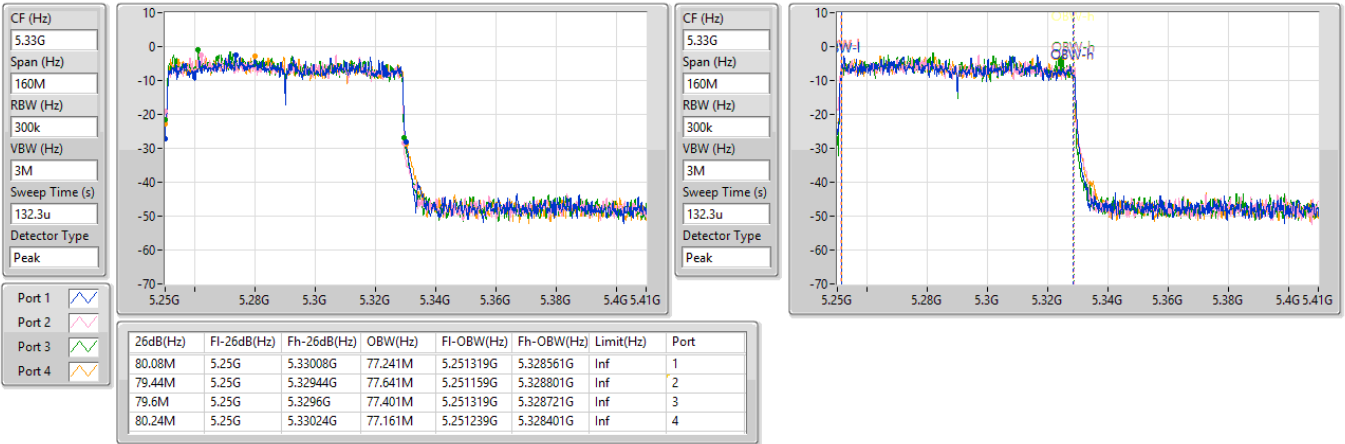 CF (Hz)
5.33G
Span (Hz)
160M
RBW (Hz)
300k
VBW (Hz)
3M
Sweep Time (s)
132.3u
Detector Type
Peak
10
0
-10
-20
-30
-40
-50
-60
-70
5.25G 5.28G 5.3G 5.32G 5.34G 5.36G 5.38G 5.4G 5.41G
CF (Hz)
5.33G
Span (Hz)
160M
RBW (Hz)
300k
VBW (Hz)
3M
Sweep Time (s)
132.3u
Detector Type
Peak
10
0
-10
-20
-30
-40
-50
-60
-70
OBW-h
5.25G 5.28G 5.3G 5.32G 5.34G 5.36G 5.38G 5.4G 5.41G
Port 1
Port 2
Port 3
Port 4
26dB(Hz) Fl-26dB(Hz) Fh-26dB(Hz) OBW(Hz) Fl-OBW(Hz) Fh-OBW(Hz) Limit(Hz) Port
80.08M 5.25G 5.33008G 77.241M 5.251319G 5.328561G Inf 1
79.44M 5.25G 5.32944G 77.641M 5.251159G 5.328801G Inf 2
79.6M 5.25G 5.3296G 77.401M 5.251319G 5.328721G Inf 3
80.24M 5.25G 5.33024G 77.161M 5.251239G 5.328401G Inf 4